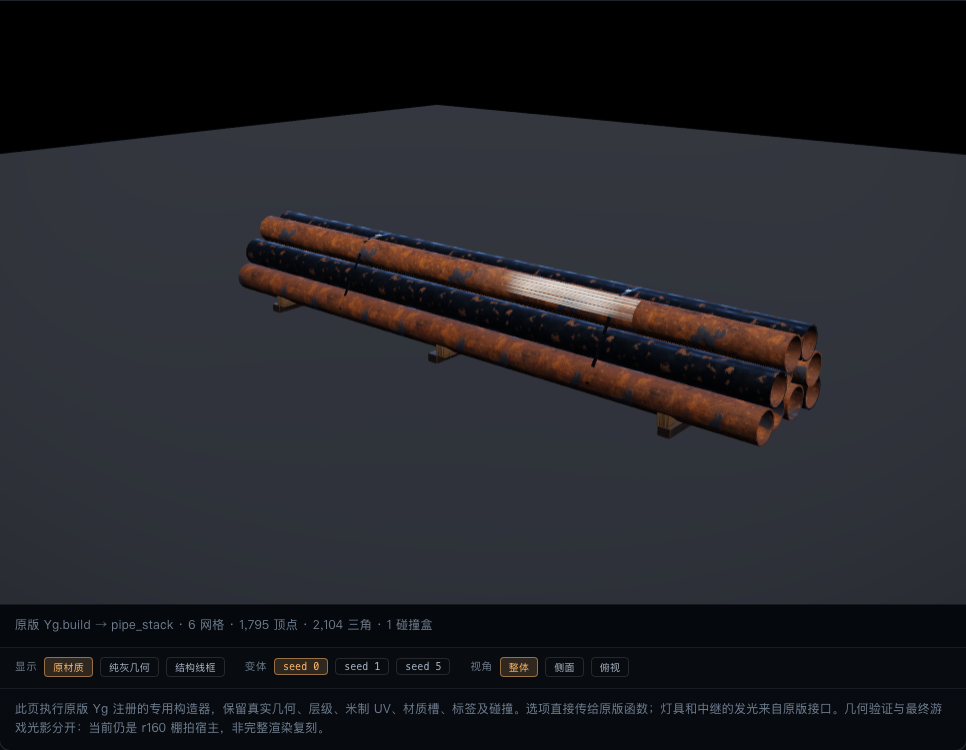 原版 Yg.build → pipe_stack · 6 网格 · 1,795 顶点 · 2,104 三角 · 1 碰撞盒
显示 原材质 纯灰几何 结构线框 变体 seed 0 seed 1 seed 5 视角 整体 侧面 俯视
此页执行原版 Yg 注册的专用构造器，保留真实几何、层级、米制 UV、材质槽、标签及碰撞。选项直接传给原版函数；灯具和中继的发光来自原版接口。几何验证与最终游
戏光影分开：当前仍是 r160 棚拍宿主，非完整渲染复刻。